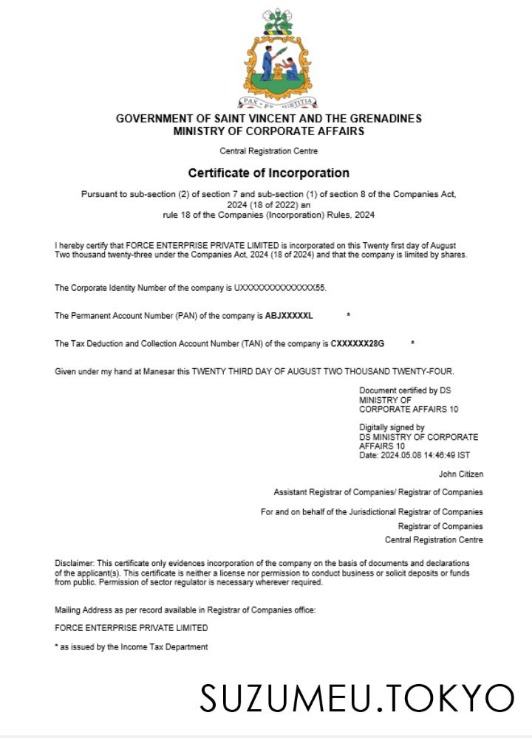 PAX ET JUSTITIA
GOVERNMENT OF SAINT VINCENT AND THE GRENADINES
MINISTRY OF CORPORATE AFFAIRS
Central Registration Centre
Certificate of Incorporation
Pursuant to sub-section (2) of section 7 and sub-section (1) of section 8 of the Companies Act,
2024 (18 of 2022) an
rule 18 of the Companies (Incorporation) Rules, 2024
I hereby certify that FORCE ENTERPRISE PRIVATE LIMITED is incorporated on this Twenty first day of August
Two thousand twenty-three under the Companies Act, 2024 (18 of 2024) and that the company is limited by shares.
The Corporate Identity Number of the company is UXXXXXXXXXXXXXX55.
The Permanent Account Number (PAN) of the company is ABJXXXXXL *
The Tax Deduction and Collection Account Number (TAN) of the company is CXXXXXX28G *
Given under my hand at Manesar this TWENTY THIRD DAY OF AUGUST TWO THOUSAND TWENTY-FOUR.
Document certified by DS
MINISTRY OF
CORPORATE AFFAIRS 10
Digitally signed by
DS MINISTRY OF CORPORATE
AFFAIRS 10
Date: 2024.05.08 14:46:49 IST
John Citizen
Assistant Registrar of Companies/ Registrar of Companies
For and on behalf of the Jurisdictional Registrar of Companies
Registrar of Companies
Central Registration Centre
Disclaimer: This certificate only evidences incorporation of the company on the basis of documents and declarations
of the applicant(s). This certificate is neither a license nor permission to conduct business or solicit deposits or funds
from public. Permission of sector regulator is necessary wherever required.
Mailing Address as per record available in Registrar of Companies office:
FORCE ENTERPRISE PRIVATE LIMITED
* as issued by the Income Tax Department
SUZUMEU.TOKYO